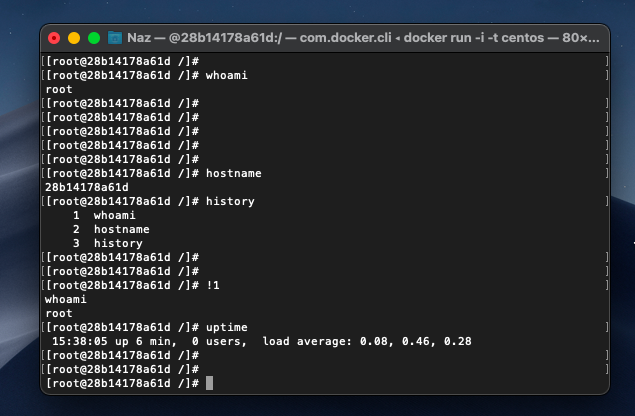 Naz — @28b14178a61d:/ — com.docker.cli ◂ docker run -i -t centos — 80×...
[[root@28b14178a61d /]# ]
[[root@28b14178a61d /]# whoami ]
root
[[root@28b14178a61d /]# ]
[[root@28b14178a61d /]# ]
[[root@28b14178a61d /]# ]
[[root@28b14178a61d /]# ]
[[root@28b14178a61d /]# ]
[[root@28b14178a61d /]# hostname ]
28b14178a61d
[[root@28b14178a61d /]# history ]
    1  whoami
    2  hostname
    3  history
[[root@28b14178a61d /]# ]
[[root@28b14178a61d /]# ]
[[root@28b14178a61d /]# !1 ]
whoami
root
[[root@28b14178a61d /]# uptime ]
 15:38:05 up 6 min,  0 users,  load average: 0.08, 0.46, 0.28
[[root@28b14178a61d /]# ]
[[root@28b14178a61d /]# ]
[root@28b14178a61d /]#